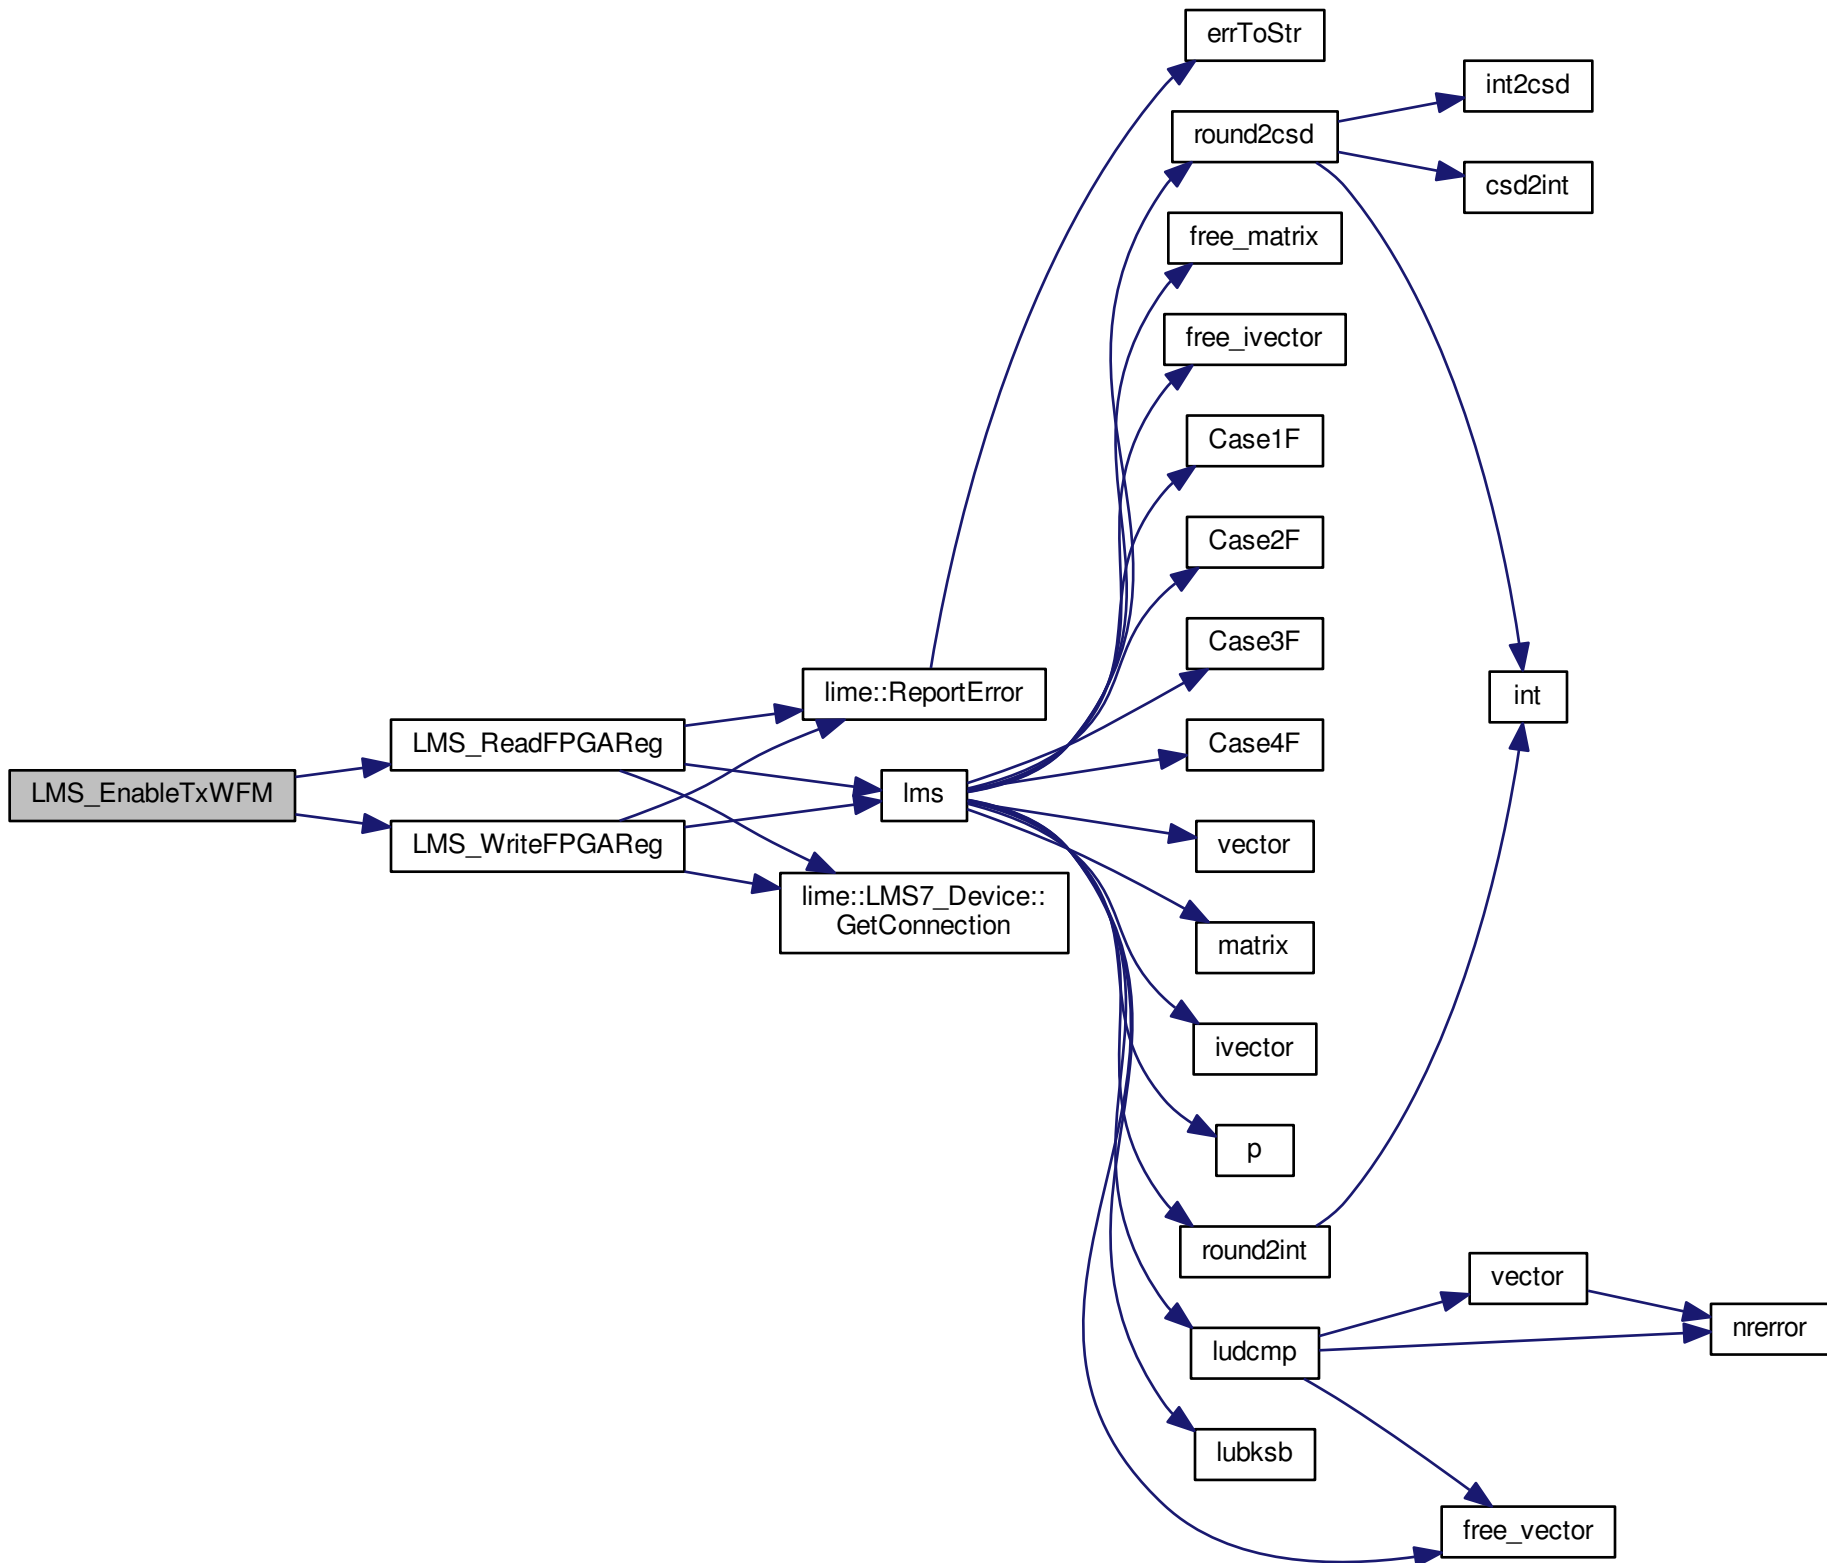 errToStr
int2csd
round2csd
csd2int
free_matrix
free_ivector
Case1F
Case2F
Case3F
lime::ReportError
int
LMS_ReadFPGAReg
Case4F
LMS_EnableTxWFM
lms
LMS_WriteFPGAReg
vector
lime::LMS7_Device::
GetConnection
matrix
ivector
p
round2int
vector
nrerror
ludcmp
lubksb
free_vector